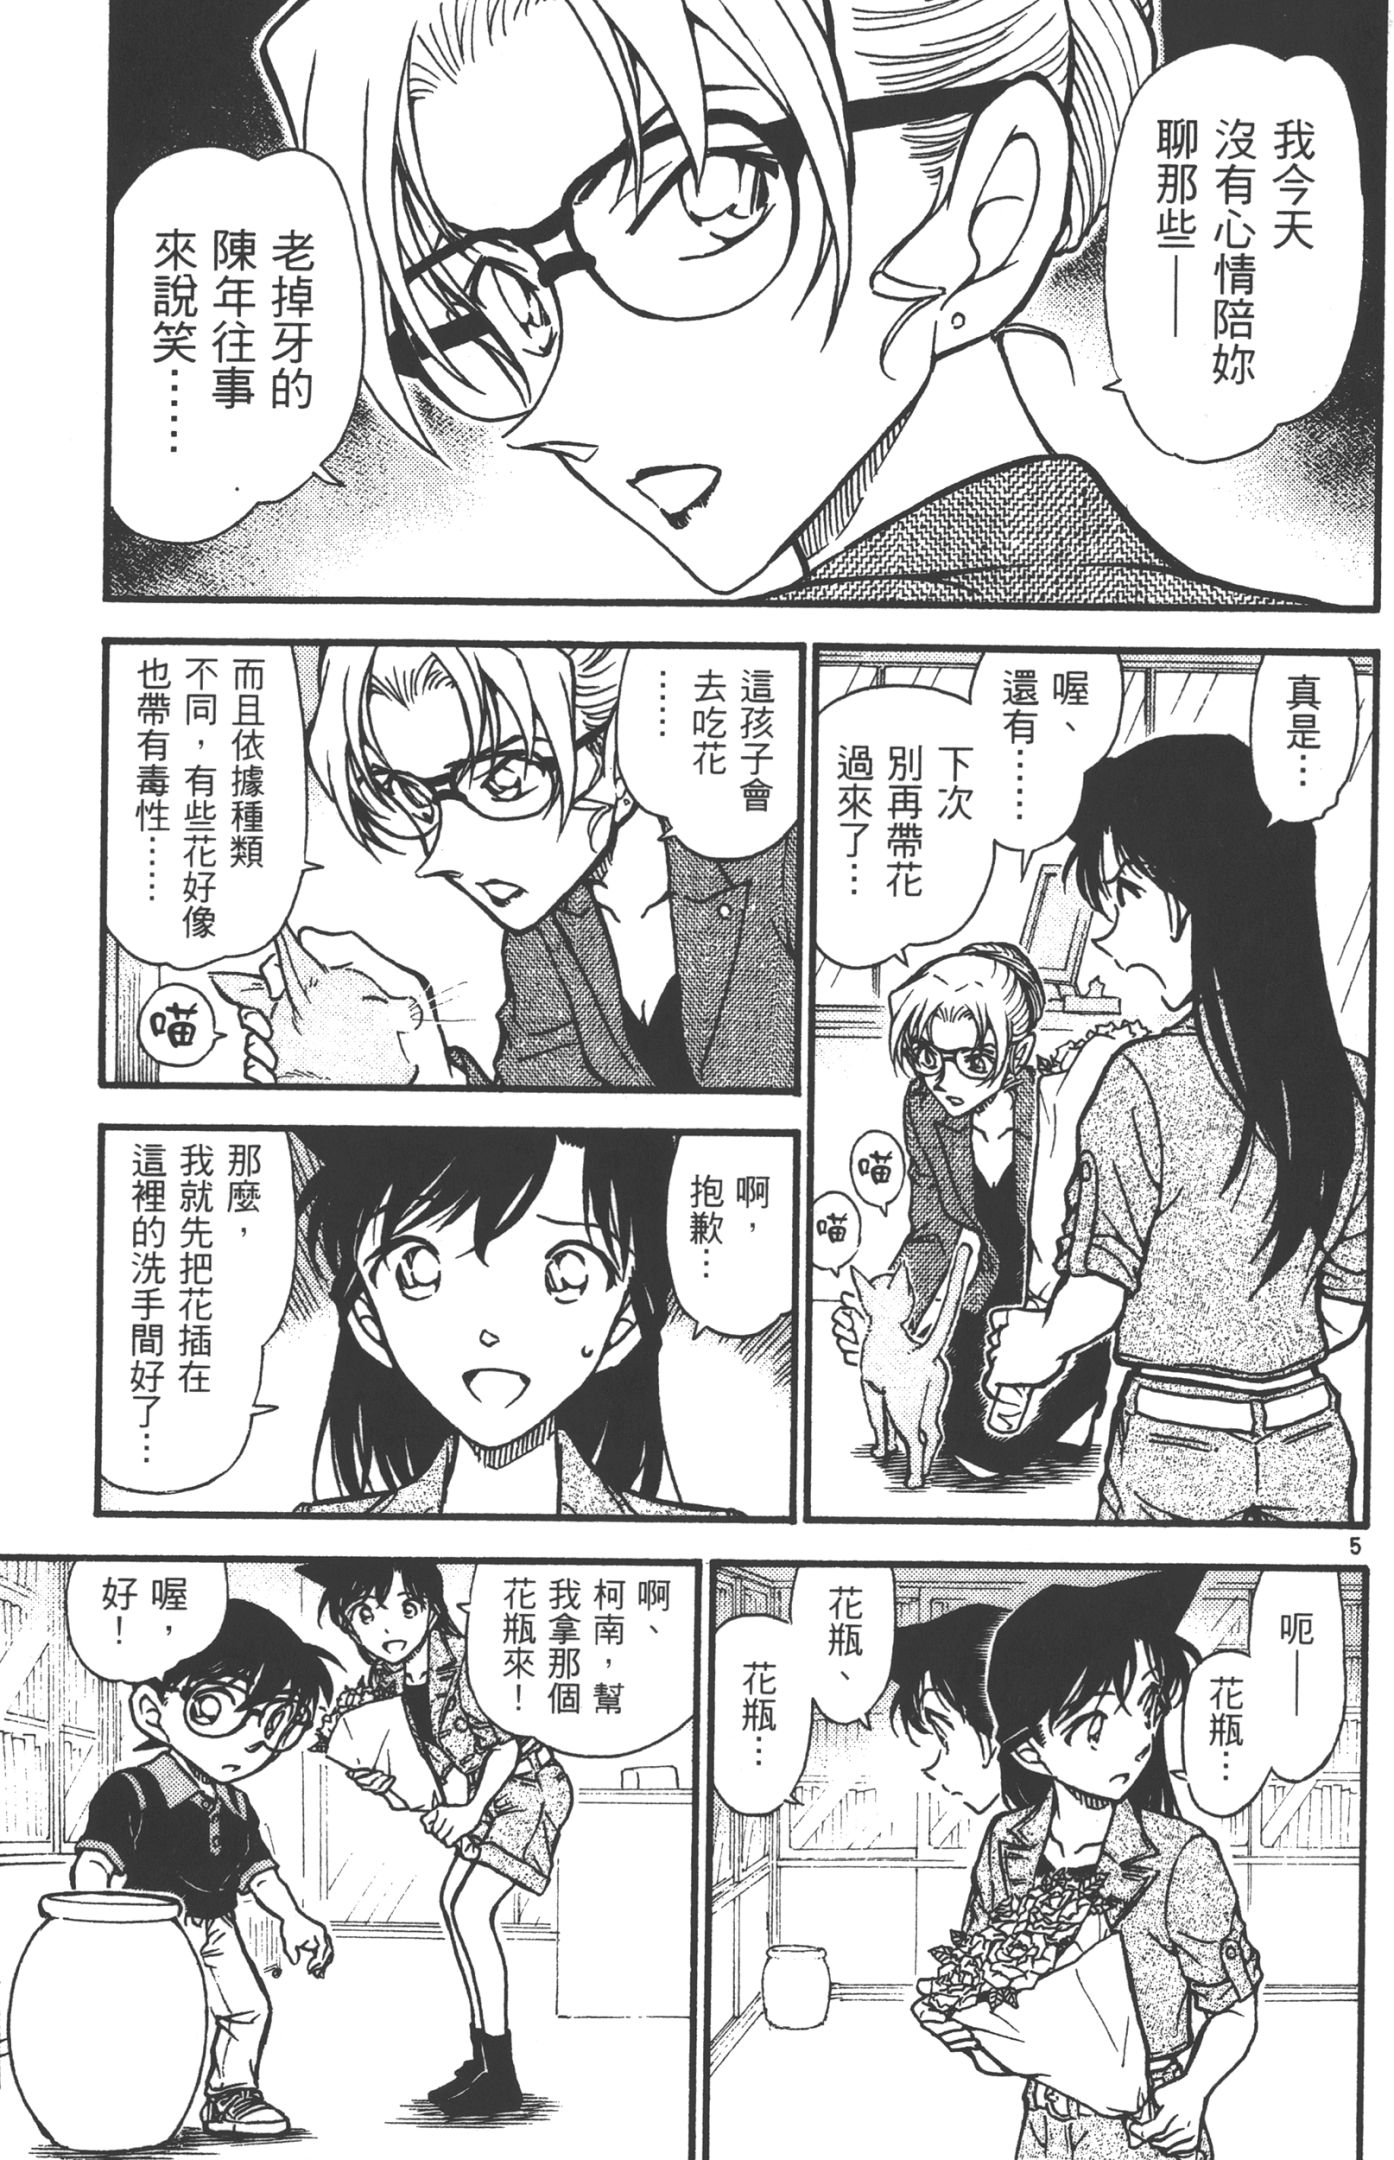 我今天
沒有心情陪妳
聊那些——
老掉牙的
陳年往事
來說笑……
真是…
喔、
還有……
下次
別再帶花
過來了…
喵
喵
這孩子會
去吃花
……
而且依據種類
不同，有些花好像
也帶有毒性……
喵
啊，
抱歉…
那麼，
我就先把花插在
這裡的洗手間好了…
5
呃——
花瓶…
花瓶、
花瓶…
啊、
柯南，幫
我拿那個
花瓶來！
喔，
好！